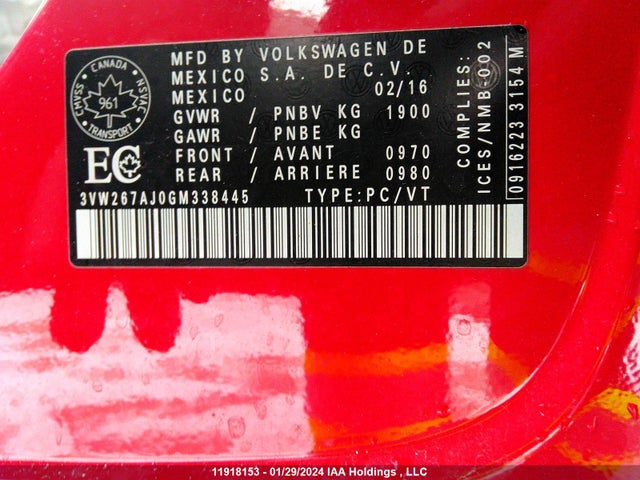 MFD BY VOLKSWAGEN DE
MEXICO S.A. DE C.V.
MEXICO 02/16
GVWR / PNBV KG 1900
GAWR / PNBE KG
FRONT / AVANT 0970
REAR / ARRIERE 0980
3VW267AJ0GM338445 TYPE:PC/VT
CANADA
CMVSS
NSVAC
961
TRANSPORT
EC
COMPLIES:
ICES/NMB-002
0916223 3154 M
11918153 - 01/29/2024 IAA Holdings , LLC